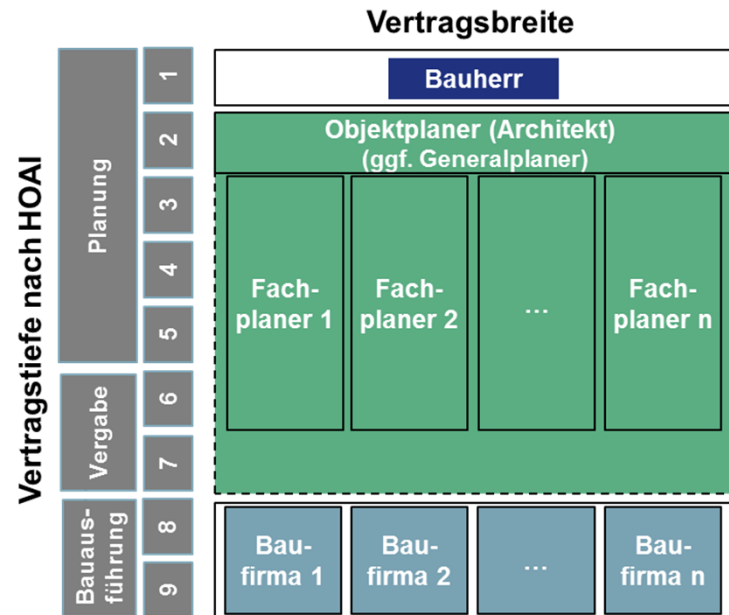 Vertragsbreite
Vertragstiefe nach HOAI
Planung
1
2
3
4
5
Vergabe
6
7
Bauaus-
führung
8
9
Bauherr
Objektplaner (Architekt)
(ggf. Generalplaner)
Fach-
planer 1
Fach-
planer 2
...
Fach-
planer n
Bau-
firma 1
Bau-
firma 2
...
Bau-
firma n